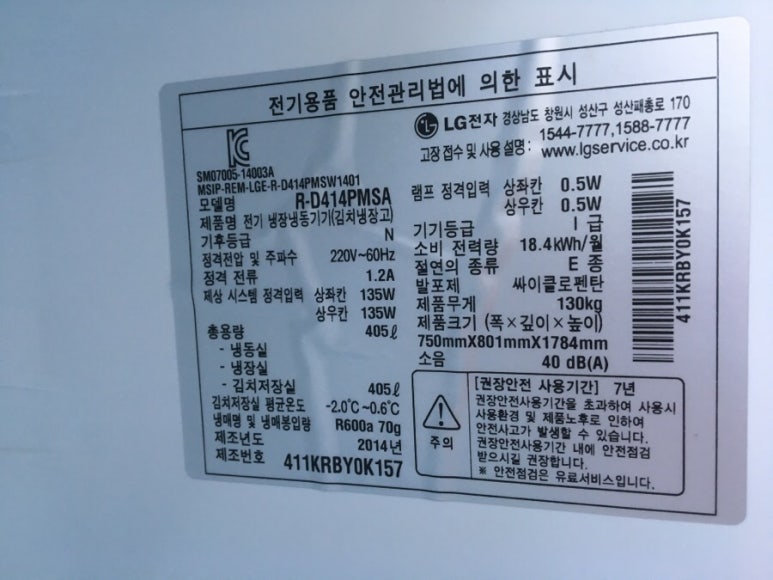 전기용품 안전관리법에 의한 표시
SM07005-14003A
MSIP-REM-LGE-R-D414PMSW1401
모델명 R-D414PMSA
제품명 전기 냉장냉동기기(김치냉장고)
기후등급 N
정격전압 및 주파수 220V~60Hz
정격 전류 1.2A
제상 시스템 정격입력 상좌칸 135W
상우칸 135W
총용량 405ℓ
- 냉동실
- 냉장실
- 김치저장실 405ℓ
김치저장실 평균온도 -2.0℃~0.6℃
냉매명 및 냉매봉입량 R600a 70g
제조년도 2014년
제조번호 411KRBY0K157
LG전자 경상남도 창원시 성산구 성산패총로 170
1544-7777,1588-7777
고장 접수 및 사용 설명 : www.lgservice.co.kr
램프 정격입력 상좌칸 0.5W
상우칸 0.5W
기기등급 I 급
소비 전력량 18.4kWh/월
절연의 종류 E 종
발포제 싸이클로펜탄
제품무게 130kg
제품크기 (폭×깊이×높이)
750mmX801mmX1784mm
소음 40 dB(A)
411KRBY0K157
주의
[권장안전 사용기간] 7년
권장안전사용기간을 초과하여 사용시
사용환경 및 제품노후로 인하여
안전사고가 발생할 수 있습니다.
권장안전사용기간 내에 안전점검
받으시길 권장합니다.
※ 안전점검은 유료서비스입니다.